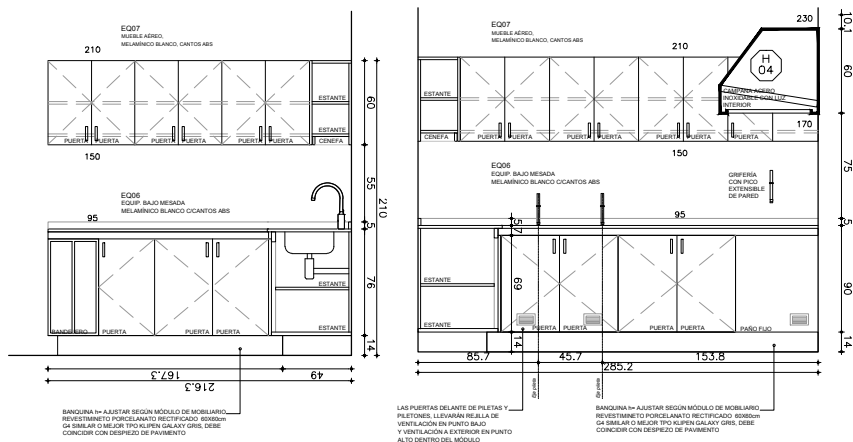 EQ07
MUEBLE AÉREO,
MELAMÍNICO BLANCO, CANTOS ABS
210
ESTANTE
ESTANTE
PUERTA PUERTA PUERTA PUERTA CENEFA
150
EQ06
EQUIP. BAJO MESADA
MELAMÍNICO BLANCO C/CANTOS ABS
95
60
55
210
5
76
14
ESTANTE
BANDEJERO PUERTA PUERTA PUERTA ESTANTE
167.3 49
216.3
BANQUINA h= AJUSTAR SEGÚN MÓDULO DE MOBILIARIO
REVESTIMINETO PORCELANATO RECTIFICADO 60X60cm
G4 SIMILAR O MEJOR TPO KLIPEN GALAXY GRIS, DEBE
COINCIDIR CON DESPIEZO DE PAVIMENTO
EQ07
MUEBLE AÉREO,
MELAMÍNICO BLANCO, CANTOS ABS
210
230
10.1
H
04
60
ESTANTE
CAMPANA ACERO
INOXIDABLE CON LUZ
INTERIOR
170
CENEFA PUERTA PUERTA PUERTA PUERTA
150
EQ06
EQUIP. BAJO MESADA
MELAMÍNICO BLANCO C/CANTOS ABS
GRIFERÍA
CON PICO
EXTENSIBLE
DE PARED
75
95
5
5.7
69
90
ESTANTE
ESTANTE PUERTA PUERTA PUERTA PUERTA PAÑO FIJO
14
14
85.7 45.7 153.8
285.2
Eje pileta
Eje pileta
LAS PUERTAS DELANTE DE PILETAS Y
PILETONES, LLEVARÁN REJILLA DE
VENTILACIÓN EN PUNTO BAJO
Y VENTILACIÓN A EXTERIOR EN PUNTO
ALTO DENTRO DEL MÓDULO
BANQUINA h= AJUSTAR SEGÚN MÓDULO DE MOBILIARIO
REVESTIMINETO PORCELANATO RECTIFICADO 60X60cm
G4 SIMILAR O MEJOR TPO KLIPEN GALAXY GRIS, DEBE
COINCIDIR CON DESPIEZO DE PAVIMENTO